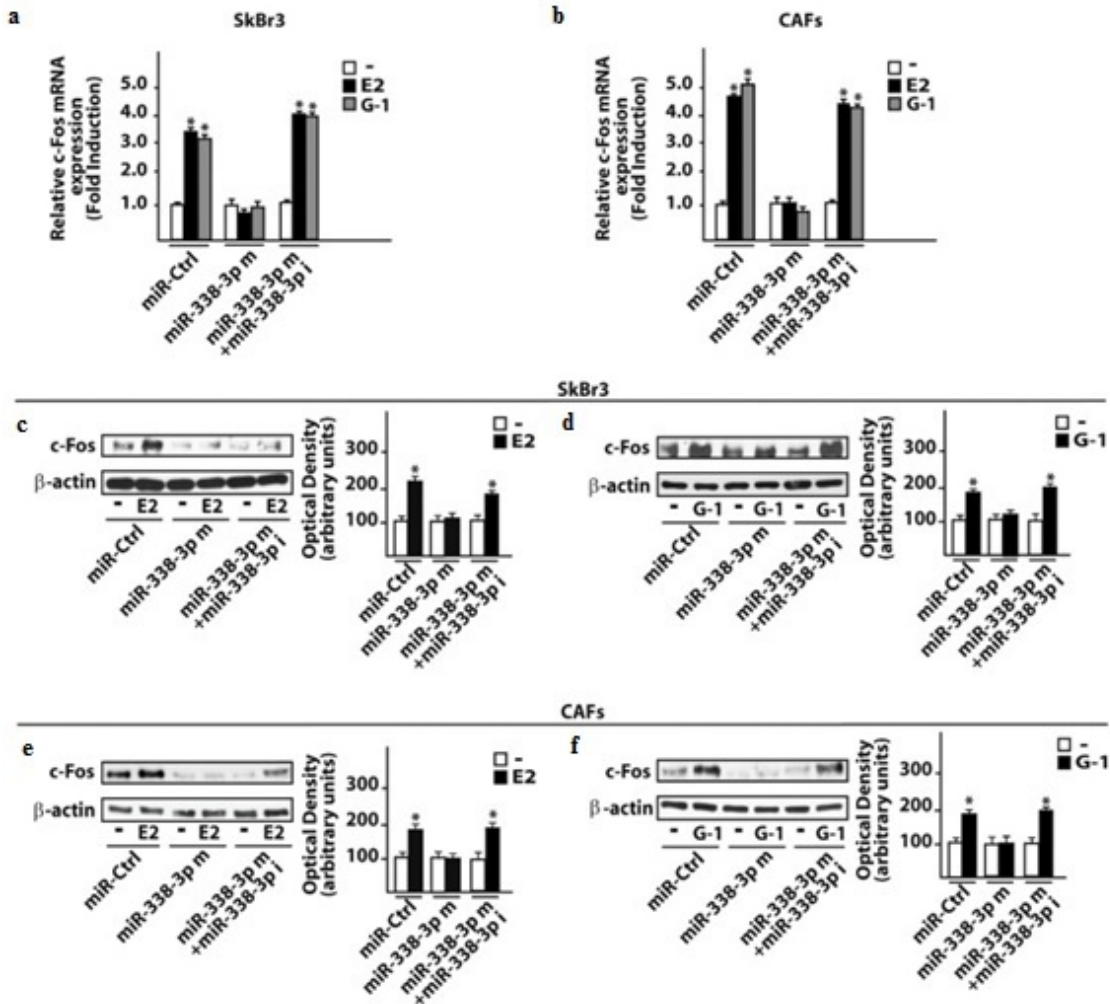 a
SkBr3
Relative c-Fos mRNA
expression
(Fold Induction)
5.0
4.0
3.0
2.0
1.0
*
*
*
*
-
E2
G-1
miR-Ctrl
miR-338-3p m
miR-338-3p m
+miR-338-3p i
b
CAFs
Relative c-Fos mRNA
expression
(Fold Induction)
5.0
4.0
3.0
2.0
1.0
*
*
*
*
-
E2
G-1
miR-Ctrl
miR-338-3p m
miR-338-3p m
+miR-338-3p i
SkBr3
c
c-Fos
β-actin
- E2 - E2 - E2
miR-Ctrl
miR-338-3p m
miR-338-3p m
+miR-338-3p i
Optical Density
(arbitrary units)
300
200
100
*
*
-
E2
miR-Ctrl
miR-338-3p m
miR-338-3p m
+miR-338-3p i
d
c-Fos
β-actin
- G-1 - G-1 - G-1
miR-Ctrl
miR-338-3p m
miR-338-3p m
+miR-338-3p i
Optical Density
(arbitrary units)
300
200
100
*
*
-
G-1
miR-Ctrl
miR-338-3p m
miR-338-3p m
+miR-338-3p i
CAFs
e
c-Fos
β-actin
- E2 - E2 - E2
miR-Ctrl
miR-338-3p m
miR-338-3p m
+miR-338-3p i
Optical Density
(arbitrary units)
300
200
100
*
*
-
E2
miR-Ctrl
miR-338-3p m
miR-338-3p m
+miR-338-3p i
f
c-Fos
β-actin
- G-1 - G-1 - G-1
miR-Ctrl
miR-338-3p m
miR-338-3p m
+miR-338-3p i
Optical Density
(arbitrary units)
300
200
100
*
*
-
G-1
miR-Ctrl
miR-338-3p m
miR-338-3p m
+miR-338-3p i